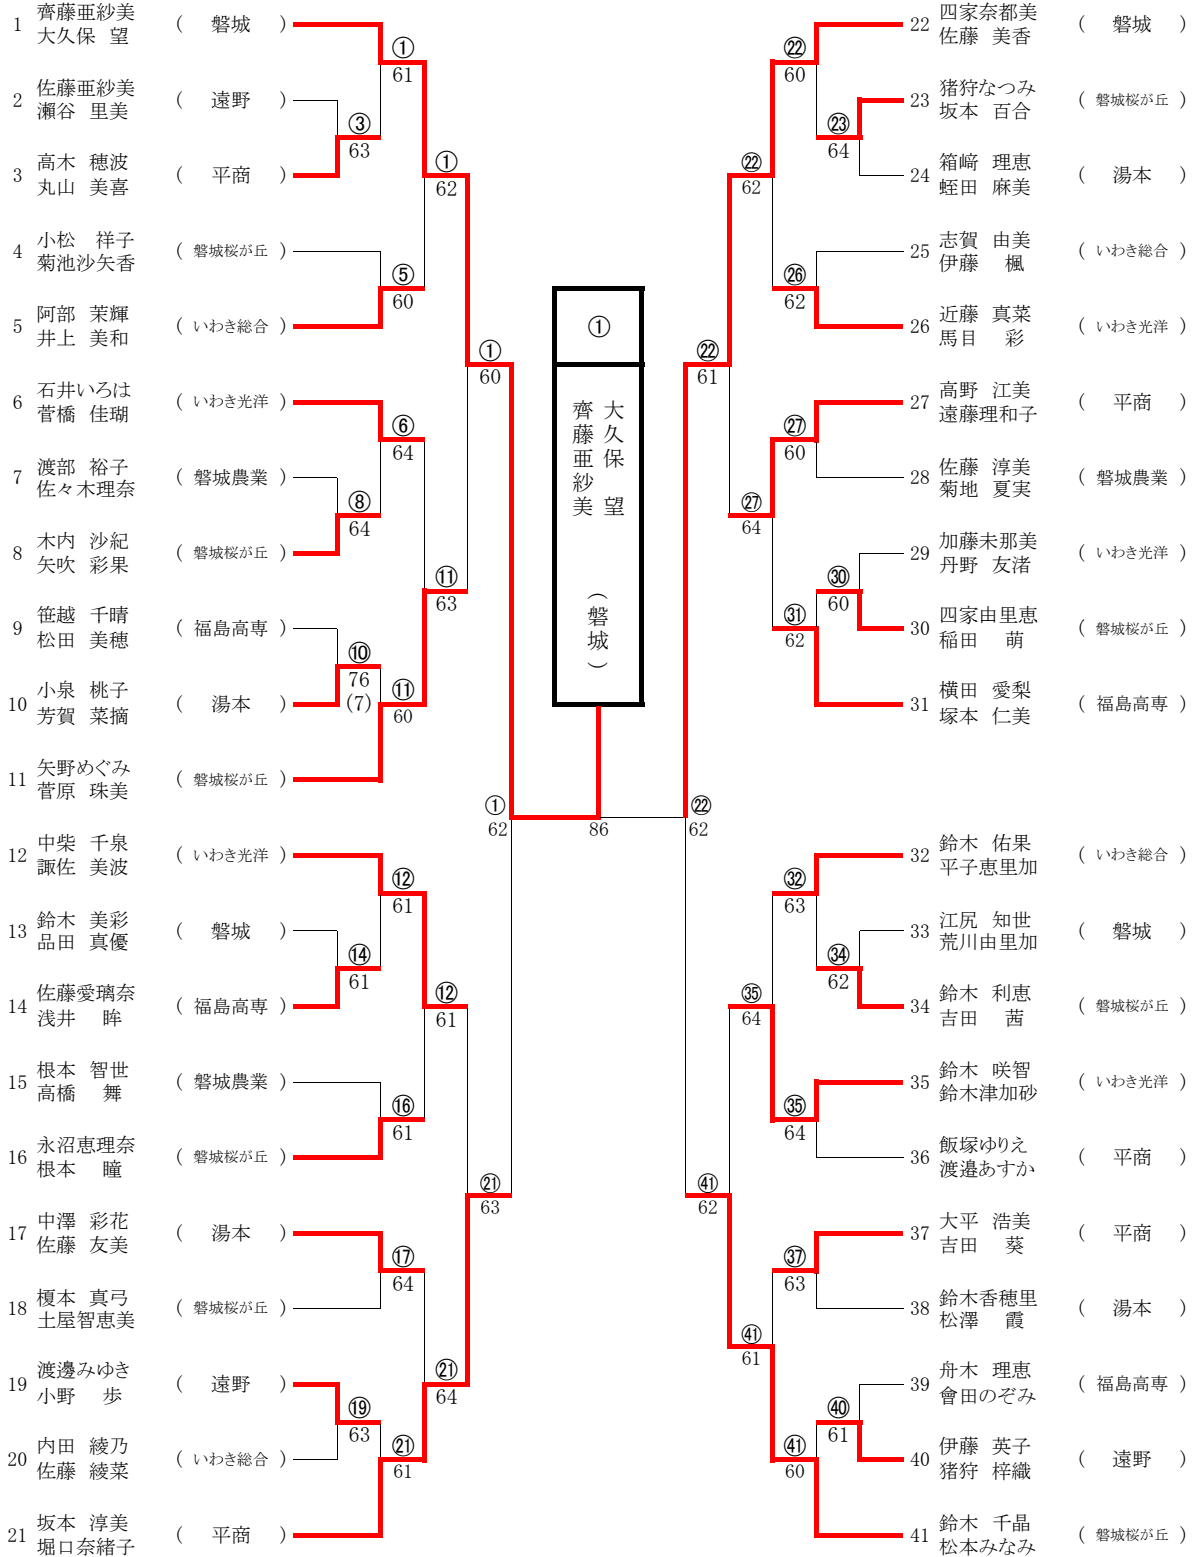 1 齊藤亜紗美 ( 磐城 )
大久保 望
2 佐藤亜紗美 ( 遠野 )
瀬谷 里美
3 高木 穂波 ( 平商 )
丸山 美喜
4 小松 祥子 ( 磐城桜が丘 )
菊池沙矢香
5 阿部 茉輝 ( いわき総合 )
井上 美和
6 石井いろは ( いわき光洋 )
菅橋 佳瑚
7 渡部 裕子 ( 磐城農業 )
佐々木理奈
8 木内 沙紀 ( 磐城桜が丘 )
矢吹 彩果
9 笹越 千晴 ( 福島高専 )
松田 美穂
10 小泉 桃子 ( 湯本 )
芳賀 菜摘
11 矢野めぐみ ( 磐城桜が丘 )
菅原 珠美
12 中柴 千泉 ( いわき光洋 )
諏佐 美波
13 鈴木 美彩 ( 磐城 )
品田 真優
14 佐藤愛璃奈 ( 福島高専 )
浅井 眸
15 根本 智世 ( 磐城農業 )
高橋 舞
16 永沼恵理奈 ( 磐城桜が丘 )
根本 瞳
17 中澤 彩花 ( 湯本 )
佐藤 友美
18 榎本 真弓 ( 磐城桜が丘 )
土屋智恵美
19 渡邊みゆき ( 遠野 )
小野 歩
20 内田 綾乃 ( いわき総合 )
佐藤 綾菜
21 坂本 淳美 ( 平商 )
堀口奈緒子
①
61
③
63
①
62
⑤
60
①
60
⑥
64
⑧
64
⑪
63
⑩
76
(7)
⑪
60
①
62
⑫
61
⑭
61
⑫
61
⑯
61
㉑
63
⑰
64
㉑
64
⑲
63
㉑
61
①
大久保 望
齊藤亜紗美
(磐城)
86
㉒
60
㉓
64
㉒
62
㉖
62
㉒
61
㉗
60
㉗
64
㉚
60
㉛
62
㉒
62
㉜
63
㉞
62
㉟
64
㉟
64
㊶
62
㊲
63
㊶
61
㊵
61
㊶
60
22 四家奈都美 ( 磐城 )
佐藤 美香
23 猪狩なつみ ( 磐城桜が丘 )
坂本 百合
24 箱﨑 理恵 ( 湯本 )
蛭田 麻美
25 志賀 由美 ( いわき総合 )
伊藤 楓
26 近藤 真菜 ( いわき光洋 )
馬目 彩
27 高野 江美 ( 平商 )
遠藤理和子
28 佐藤 淳美 ( 磐城農業 )
菊地 夏実
29 加藤未那美 ( いわき光洋 )
丹野 友渚
30 四家由里恵 ( 磐城桜が丘 )
稲田 萌
31 横田 愛梨 ( 福島高専 )
塚本 仁美
32 鈴木 佑果 ( いわき総合 )
平子恵里加
33 江尻 知世 ( 磐城 )
荒川由里加
34 鈴木 利恵 ( 磐城桜が丘 )
吉田 茜
35 鈴木 咲智 ( いわき光洋 )
鈴木津加砂
36 飯塚ゆりえ ( 平商 )
渡邉あすか
37 大平 浩美 ( 平商 )
吉田 葵
38 鈴木香穂里 ( 湯本 )
松澤 霞
39 舟木 理恵 ( 福島高専 )
會田のぞみ
40 伊藤 英子 ( 遠野 )
猪狩 梓織
41 鈴木 千晶 ( 磐城桜が丘 )
松本みなみ